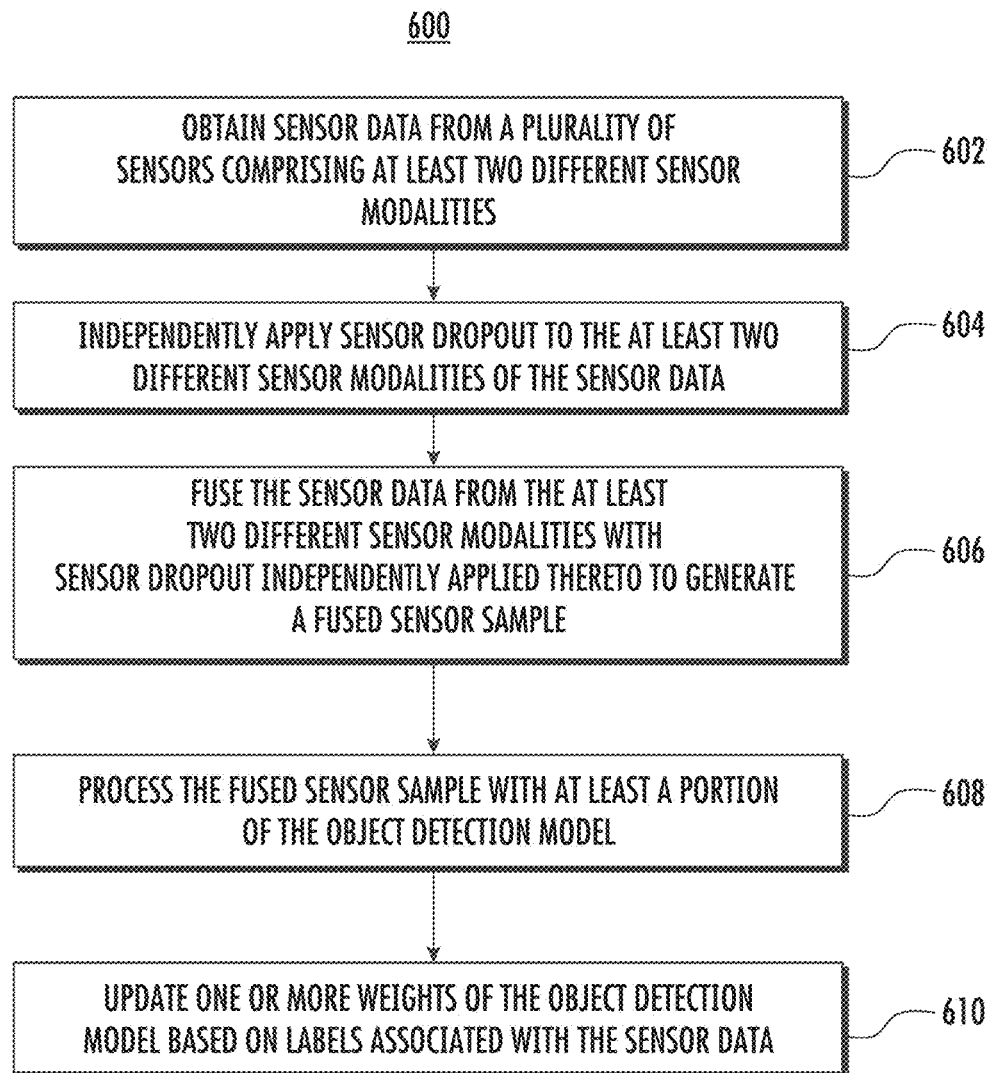 600
OBTAIN SENSOR DATA FROM A PLURALITY OF
SENSORS COMPRISING AT LEAST TWO DIFFERENT SENSOR
MODALITIES
602
INDEPENDENTLY APPLY SENSOR DROPOUT TO THE AT LEAST TWO
DIFFERENT SENSOR MODALITIES OF THE SENSOR DATA
604
FUSE THE SENSOR DATA FROM THE AT LEAST
TWO DIFFERENT SENSOR MODALITIES WITH
SENSOR DROPOUT INDEPENDENTLY APPLIED THERETO TO GENERATE
A FUSED SENSOR SAMPLE
606
PROCESS THE FUSED SENSOR SAMPLE WITH AT LEAST A PORTION
OF THE OBJECT DETECTION MODEL
608
UPDATE ONE OR MORE WEIGHTS OF THE OBJECT DETECTION
MODEL BASED ON LABELS ASSOCIATED WITH THE SENSOR DATA
610